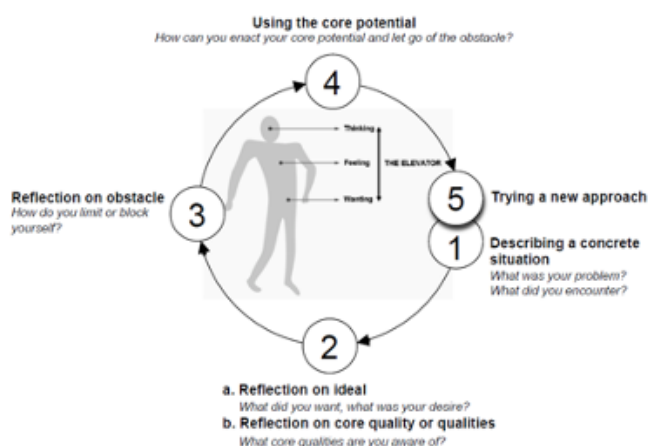 Using the core potential
How can you enact your core potential and let go of the obstacle?
4
Thinking
Feeling
THE ELEVATOR
Wanting
Reflection on obstacle
How do you limit or block
yourself?
3
5
Trying a new approach
1
Describing a concrete
situation
What was your problem?
What did you encounter?
2
a. Reflection on ideal
What did you want, what was your desire?
b. Reflection on core quality or qualities
What core qualities are you aware of?